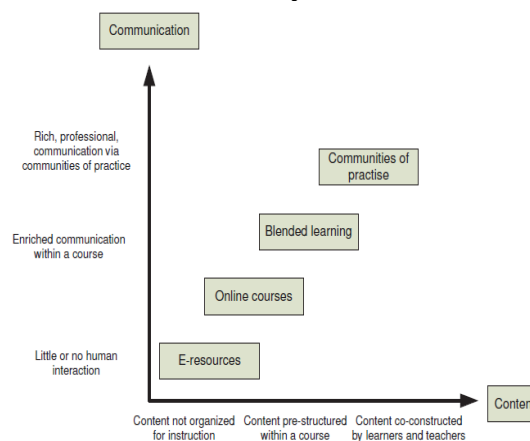 Communication
Rich, professional,
communication via
communities of practice
Communities of
practise
Enriched communication
within a course
Blended learning
Online courses
Little or no human
interaction
E-resources
Content
Content not organized
for instruction
Content pre-structured
within a course
Content co-constructed
by learners and teachers